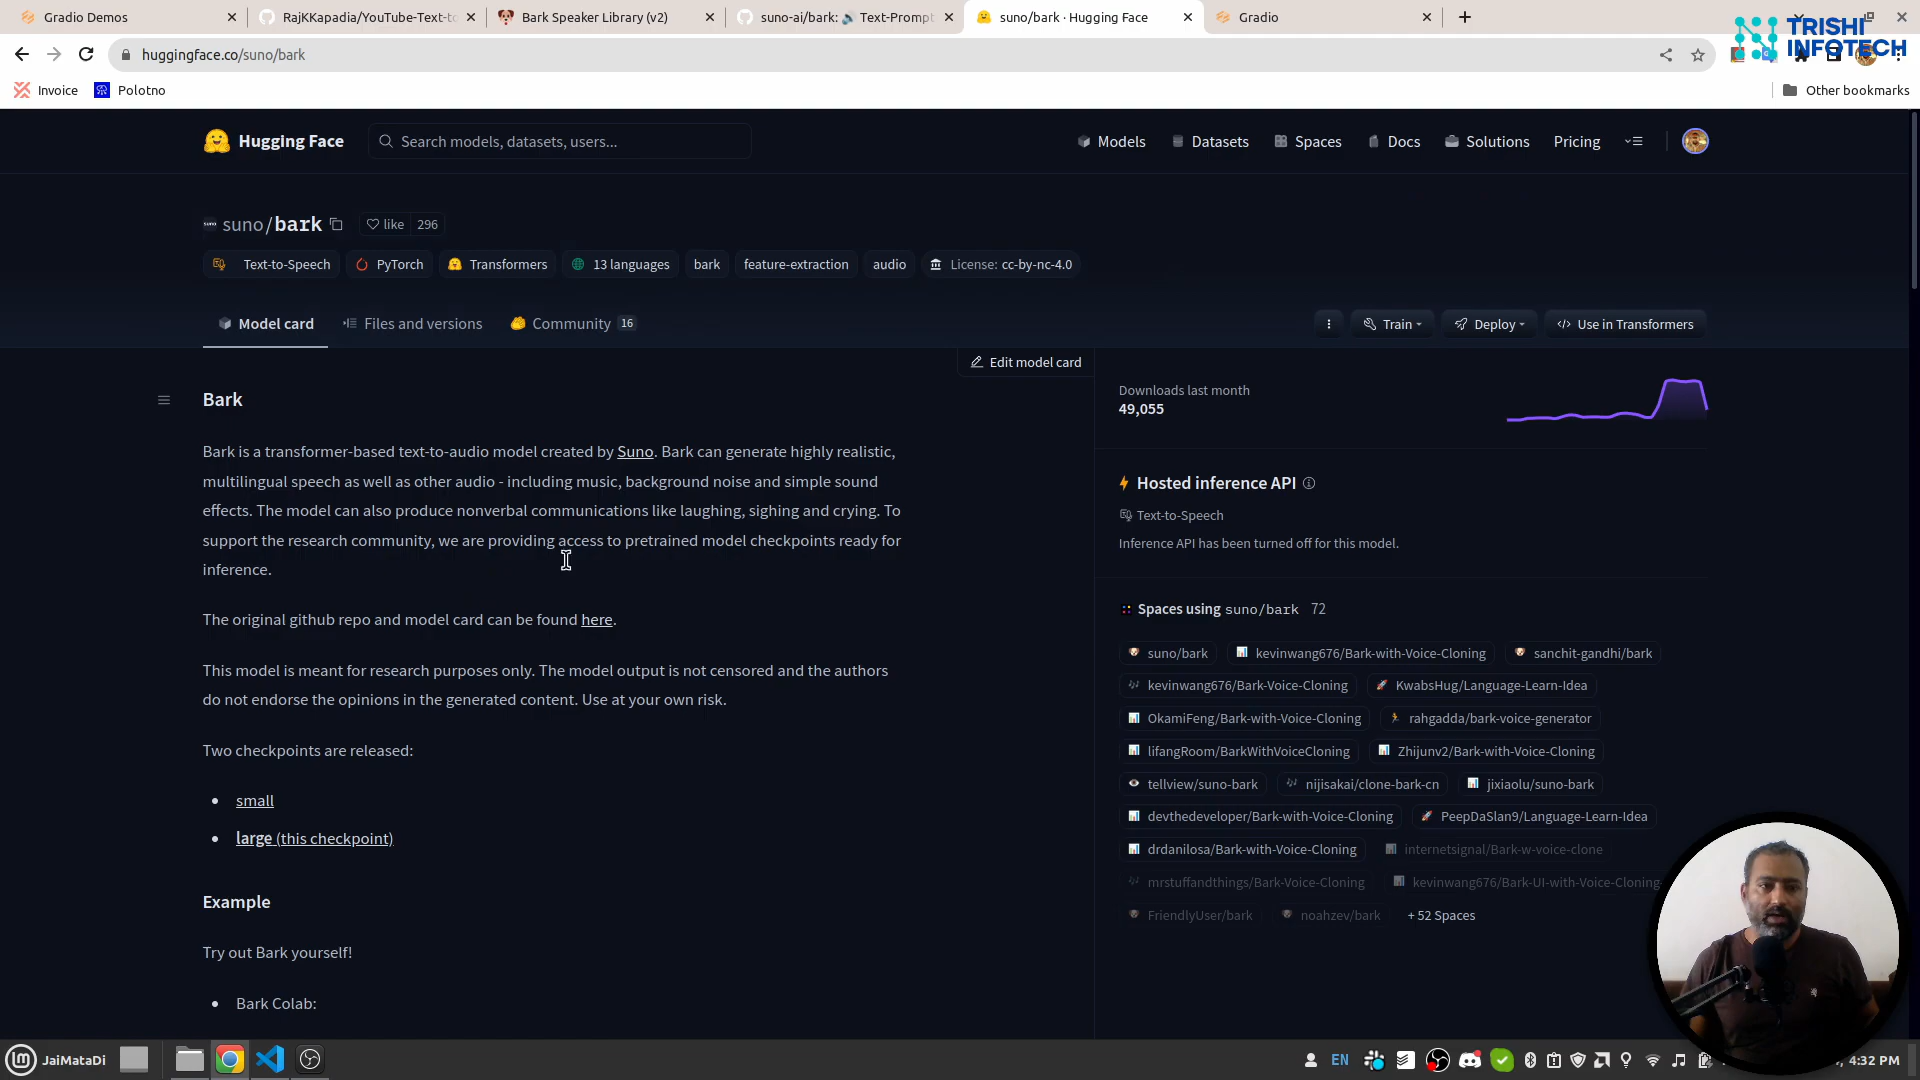 Gradio Demos
RajKKapadia/YouTube-Text-to
Bark Speaker Library (v2)
suno-ai/bark: 🔊 Text-Prompt
suno/bark · Hugging Face
Gradio
TRISHI
INFOTECH
huggingface.co/suno/bark
Invoice
Polotno
Other bookmarks
Hugging Face
Search models, datasets, users...
Models
Datasets
Spaces
Docs
Solutions
Pricing
suno/bark
like 296
Text-to-Speech
PyTorch
Transformers
13 languages
bark
feature-extraction
audio
License: cc-by-nc-4.0
Model card
Files and versions
Community 16
Train
Deploy
Use in Transformers
Edit model card
Bark
Bark is a transformer-based text-to-audio model created by Suno. Bark can generate highly realistic,
multilingual speech as well as other audio - including music, background noise and simple sound
effects. The model can also produce nonverbal communications like laughing, sighing and crying. To
support the research community, we are providing access to pretrained model checkpoints ready for
inference.
The original github repo and model card can be found here.
This model is meant for research purposes only. The model output is not censored and the authors
do not endorse the opinions in the generated content. Use at your own risk.
Two checkpoints are released:
• small
• large (this checkpoint)
Example
Try out Bark yourself!
• Bark Colab:
Downloads last month
49,055
Hosted inference API
Text-to-Speech
Inference API has been turned off for this model.
Spaces using suno/bark 72
suno/bark
kevinwang676/Bark-with-Voice-Cloning
sanchit-gandhi/bark
kevinwang676/Bark-Voice-Cloning
KwabsHug/Language-Learn-Idea
OkamiFeng/Bark-with-Voice-Cloning
rahgadda/bark-voice-generator
lifangRoom/BarkWithVoiceCloning
Zhijunv2/Bark-with-Voice-Cloning
tellview/suno-bark
nijisakai/clone-bark-cn
jixiaolu/suno-bark
devthedeveloper/Bark-with-Voice-Cloning
PeepDaSlan9/Language-Learn-Idea
drdanilosa/Bark-with-Voice-Cloning
internetsignal/Bark-w-voice-clone
mrstuffandthings/Bark-Voice-Cloning
kevinwang676/Bark-UI-with-Voice-Cloning
FriendlyUser/bark
noahzev/bark
+ 52 Spaces
JaiMataDi
EN
4:32 PM